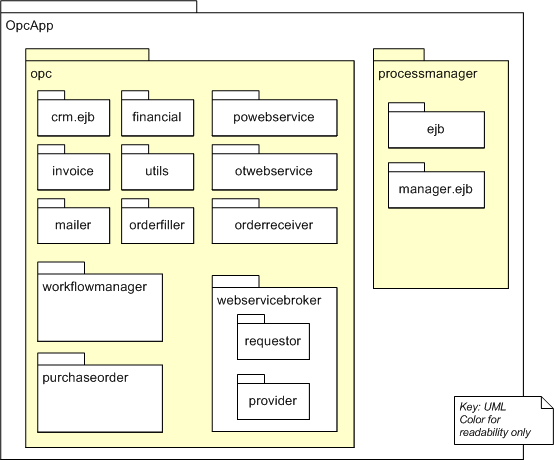 OpcApp
opc
crm.ejb
financial
powebservice
invoice
utils
otwebservice
mailer
orderfiller
orderreceiver
workflowmanager
purchaseorder
webservicebroker
requestor
provider
processmanager
ejb
manager.ejb
Key: UML
Color for
readability only